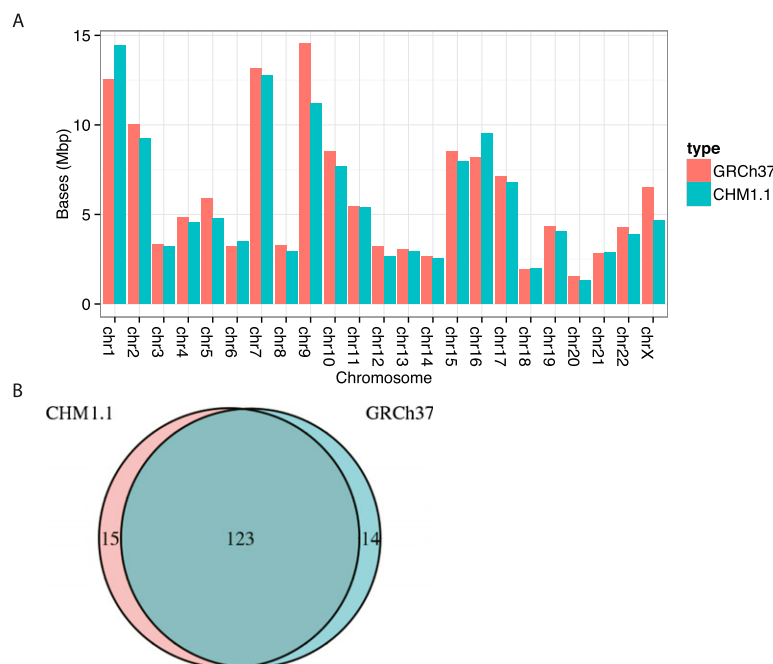 A
15
10
5
0
Bases (Mbp)
chr1 chr2 chr3 chr4 chr5 chr6 chr7 chr8 chr9 chr10 chr11 chr12 chr13 chr14 chr15 chr16 chr17 chr18 chr19 chr20 chr21 chr22 chrX
Chromosome
type
GRCh37
CHM1.1
B
CHM1.1 GRCh37
15 123 14